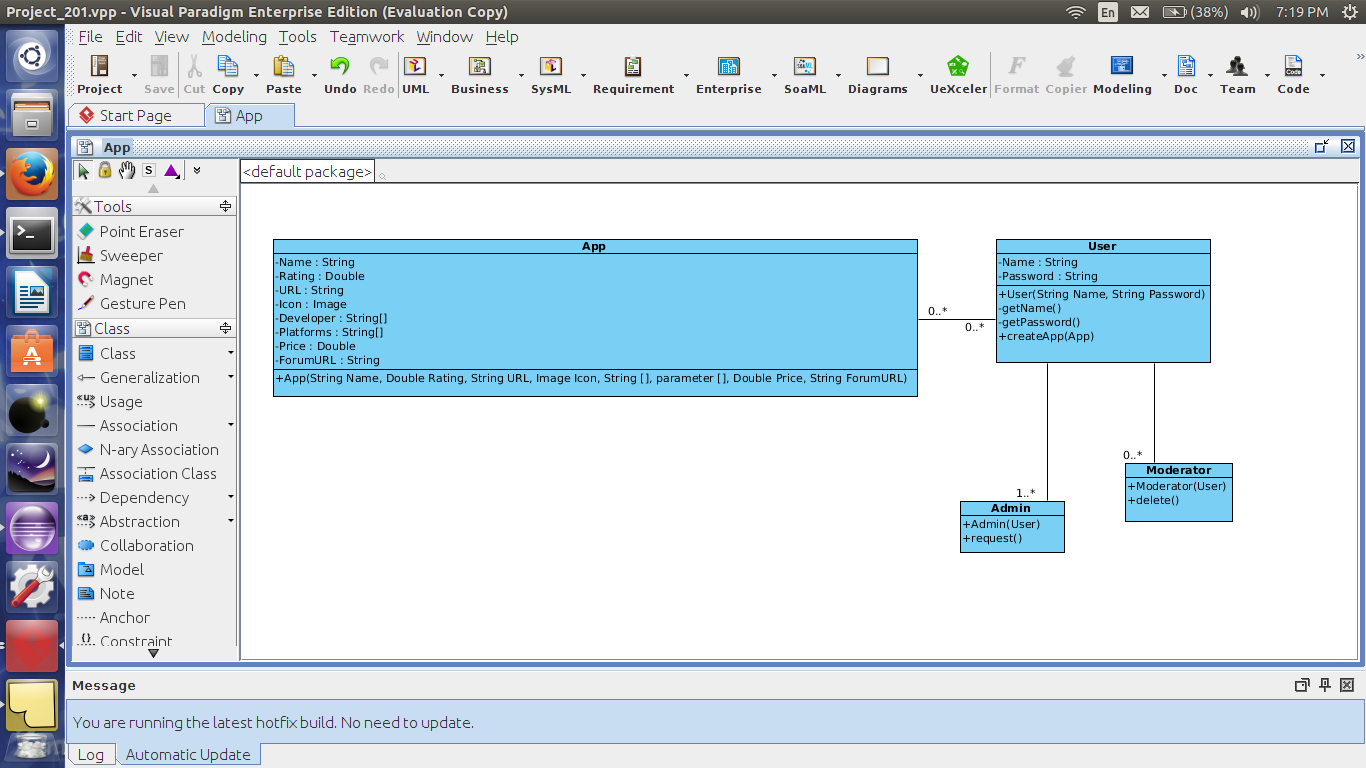 Project_201.vpp - Visual Paradigm Enterprise Edition (Evaluation Copy)
En
(38%)
7:19 PM
File Edit View Modeling Tools Teamwork Window Help
Project Save Cut Copy Paste Undo Redo UML Business SysML Requirement Enterprise SoaML Diagrams UeXceler Format Copier Modeling Doc Team Code
Start Page
App
App
S
<default package>
Tools
Point Eraser
Sweeper
Magnet
Gesture Pen
Class
Class
Generalization
Usage
Association
N-ary Association
Association Class
Dependency
Abstraction
Collaboration
Model
Note
Anchor
Constraint
App
-Name : String
-Rating : Double
-URL : String
-Icon : Image
-Developer : String[]
-Platforms : String[]
-Price : Double
-ForumURL : String
+App(String Name, Double Rating, String URL, Image Icon, String [], parameter [], Double Price, String ForumURL)
0..*
0..*
User
-Name : String
-Password : String
+User(String Name, String Password)
-getName()
-getPassword()
+createApp(App)
0..*
Moderator
+Moderator(User)
+delete()
1..*
Admin
+Admin(User)
+request()
Message
You are running the latest hotfix build. No need to update.
Log
Automatic Update